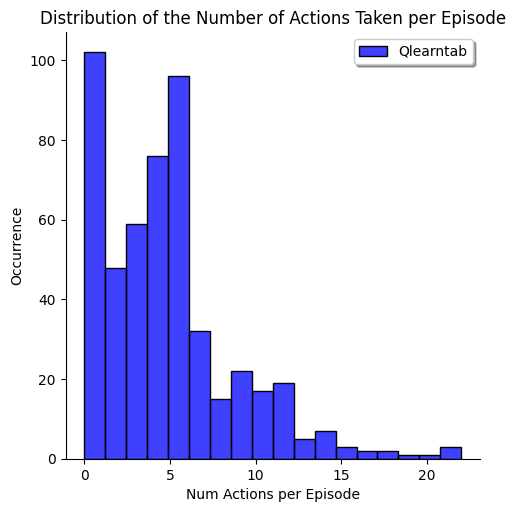 Distribution of the Number of Actions Taken per Episode
Qlearntab
100
80
60
40
20
0
Occurrence
0 5 10 15 20
Num Actions per Episode